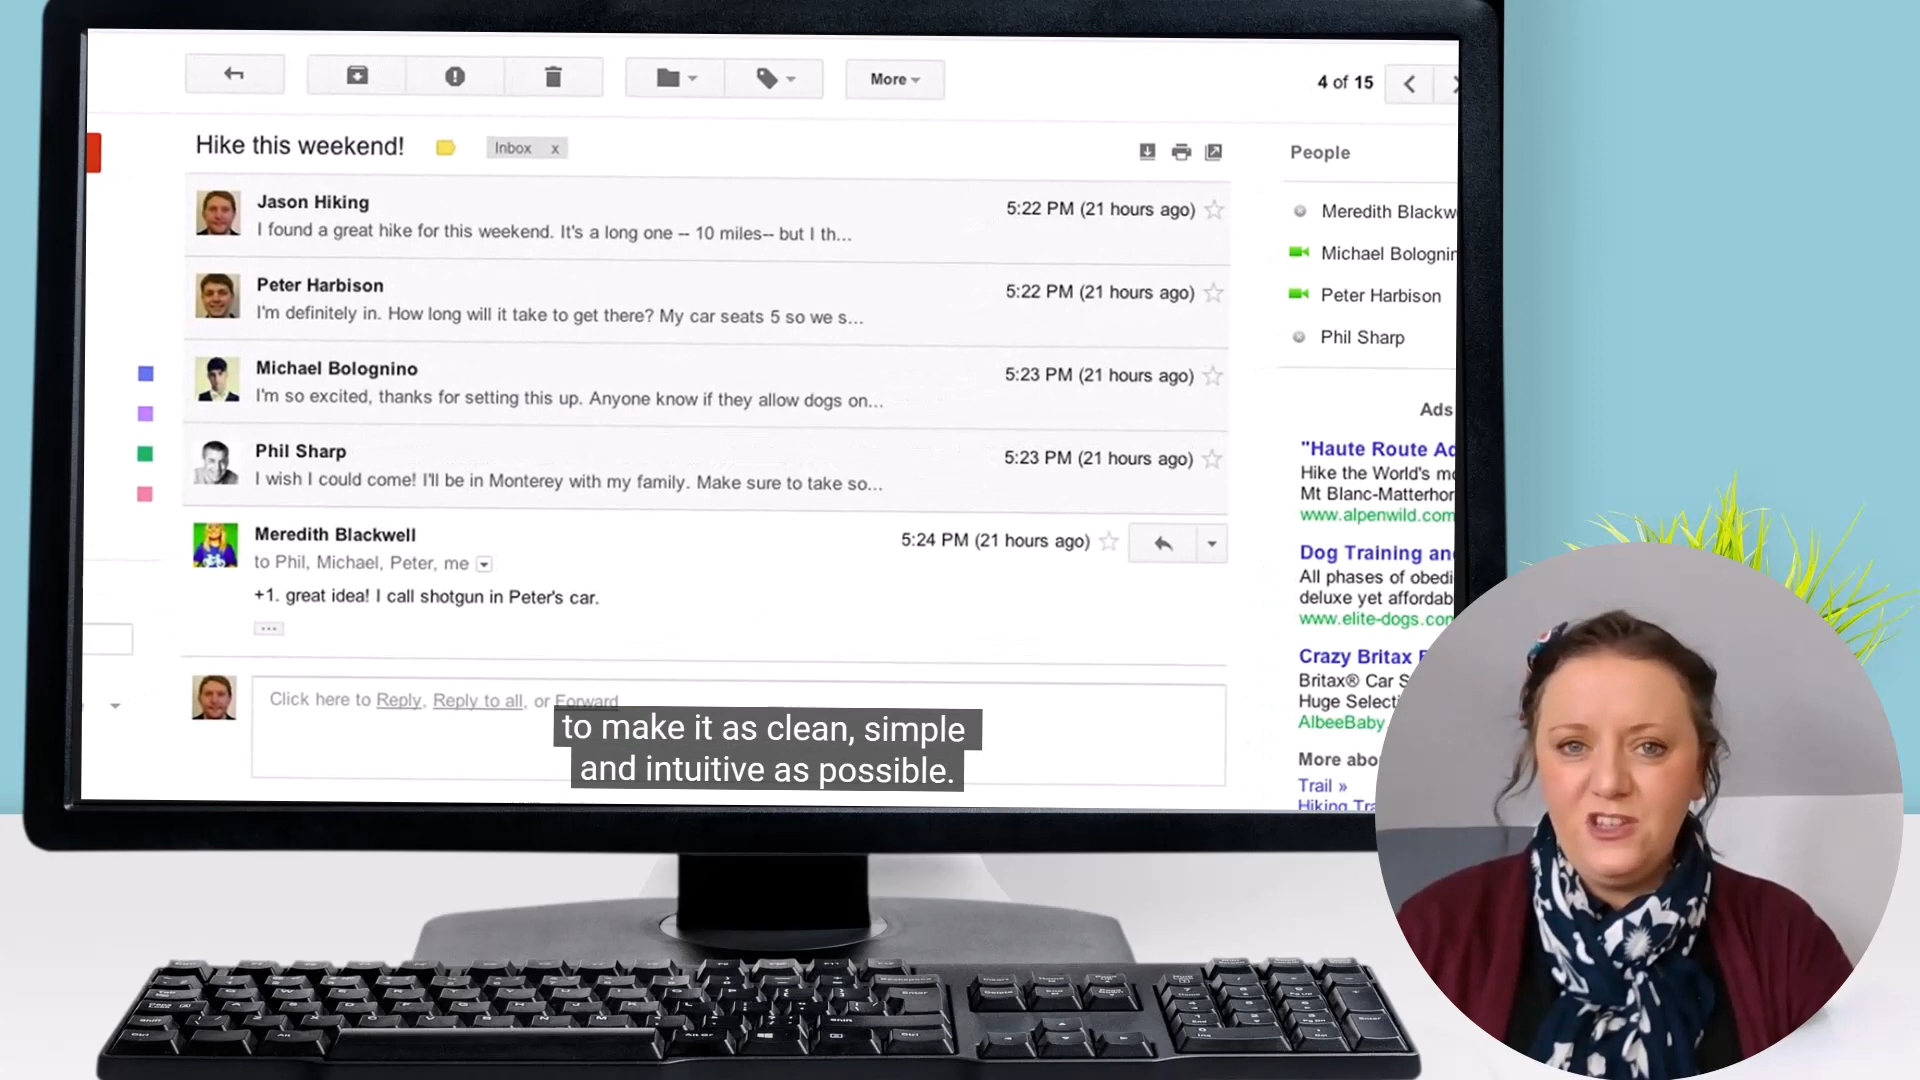 More
4 of 15
Hike this weekend!
Inbox x
People
Jason Hiking
5:22 PM (21 hours ago)
I found a great hike for this weekend. It's a long one -- 10 miles-- but I th...
Peter Harbison
5:22 PM (21 hours ago)
I'm definitely in. How long will it take to get there? My car seats 5 so we s...
Michael Bolognino
5:23 PM (21 hours ago)
I'm so excited, thanks for setting this up. Anyone know if they allow dogs on...
Phil Sharp
5:23 PM (21 hours ago)
I wish I could come! I'll be in Monterey with my family. Make sure to take so...
Meredith Blackwell
5:24 PM (21 hours ago)
to Phil, Michael, Peter, me
+1. great idea! I call shotgun in Peter's car.
Click here to Reply, Reply to all, or Forward
Meredith Blackw
Michael Bolognin
Peter Harbison
Phil Sharp
Ads
"Haute Route Ad
Hike the World's mo
Mt Blanc-Matterhor
www.alpenwild.com
Dog Training an
All phases of obedi
deluxe yet affordab
www.elite-dogs.com
Crazy Britax
Britax® Car S
Huge Selecti
AlbeeBaby
More abo
Trail »
Hiking Tra
to make it as clean, simple
and intuitive as possible.